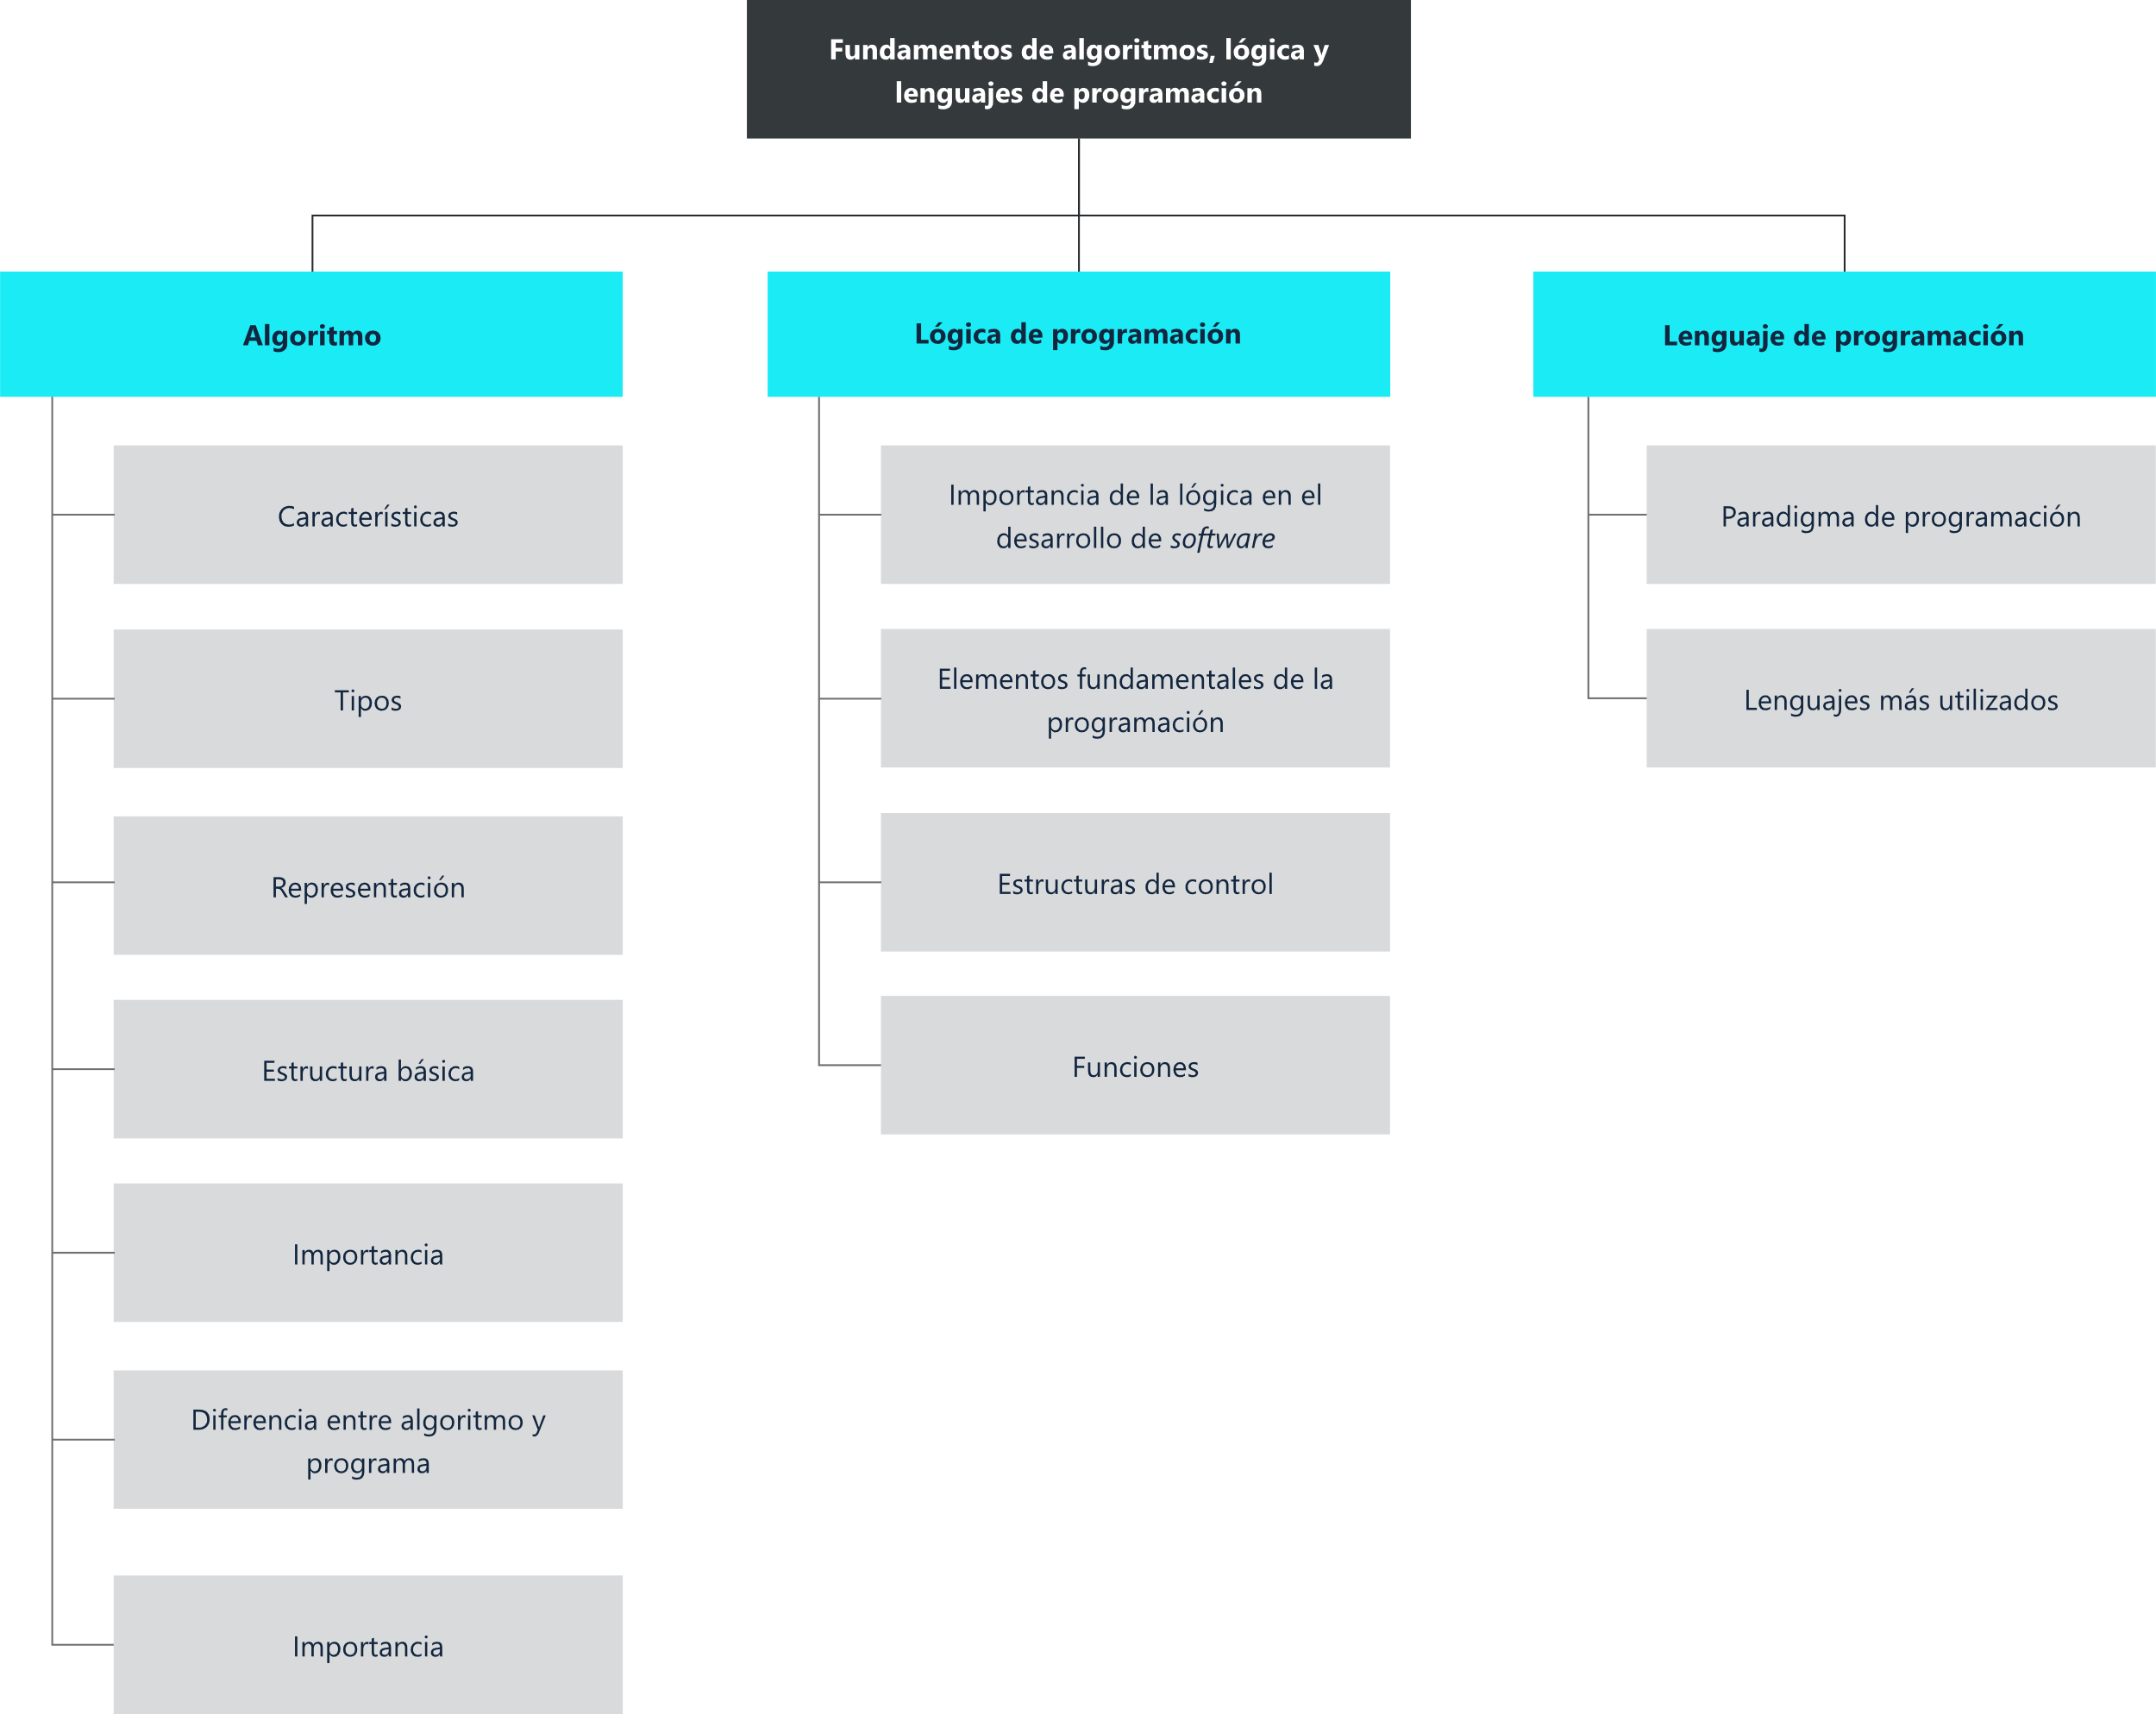 Fundamentos de algoritmos, lógica y
lenguajes de programación
Algoritmo
Características
Tipos
Representación
Estructura básica
Importancia
Diferencia entre algoritmo y
programa
Importancia
Lógica de programación
Importancia de la lógica en el
desarrollo de software
Elementos fundamentales de la
programación
Estructuras de control
Funciones
Lenguaje de programación
Paradigma de programación
Lenguajes más utilizados